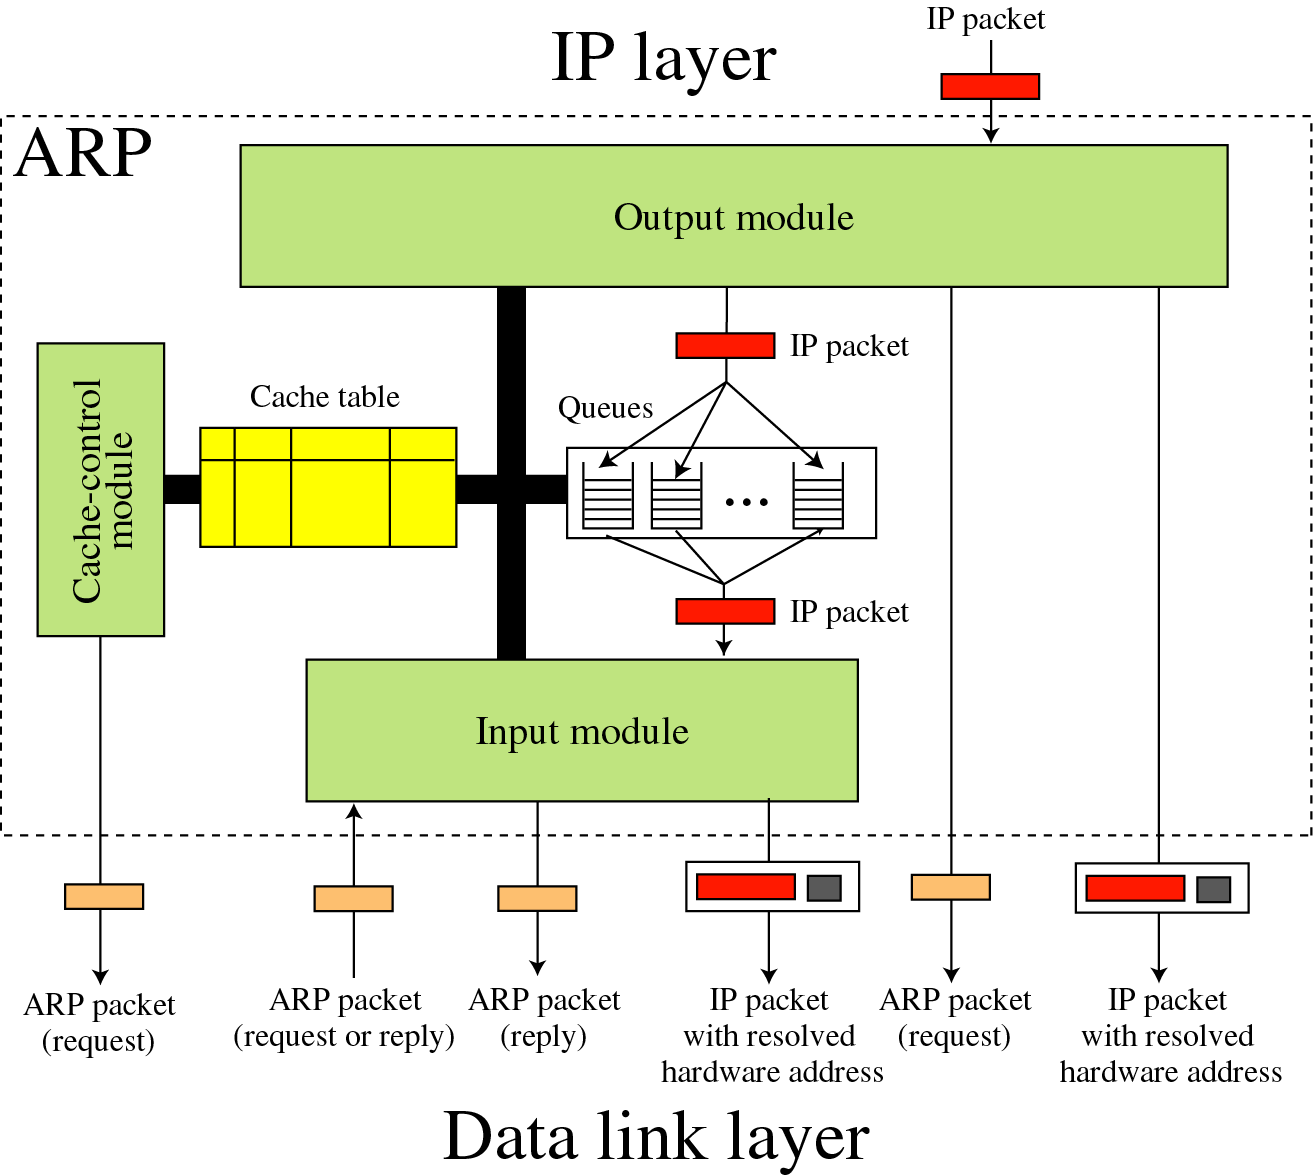 IP packet
IP layer
ARP
Output module
IP packet
Cache table
Queues
Cache-control
module
IP packet
Input module
ARP packet
(request)
ARP packet
(request or reply)
ARP packet
(reply)
IP packet
with resolved
hardware address
ARP packet
(request)
IP packet
with resolved
hardware address
Data link layer